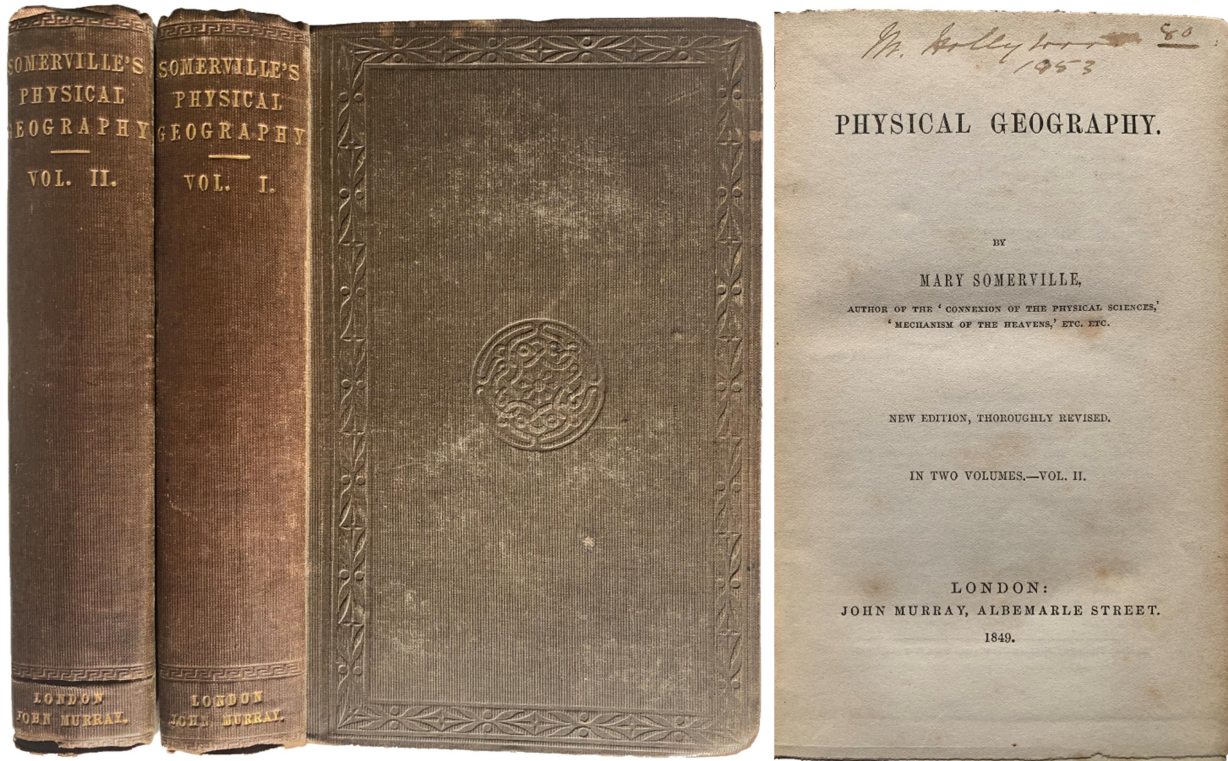 SOMERVILLE'S
PHYSICAL
GEOGRAPHY
VOL. II.
LONDON
JOHN MURRAY.
SOMERVILLE'S
PHYSICAL
GEOGRAPHY
VOL. I.
LONDON
JOHN MURRAY.
M. 80
1853
PHYSICAL GEOGRAPHY.
BY
MARY SOMERVILLE,
AUTHOR OF THE ‘ CONNEXION OF THE PHYSICAL SCIENCES,’
‘ MECHANISM OF THE HEAVENS,’ ETC. ETC.
NEW EDITION, THOROUGHLY REVISED.
IN TWO VOLUMES.—VOL. II.
LONDON:
JOHN MURRAY, ALBEMARLE STREET.
1849.